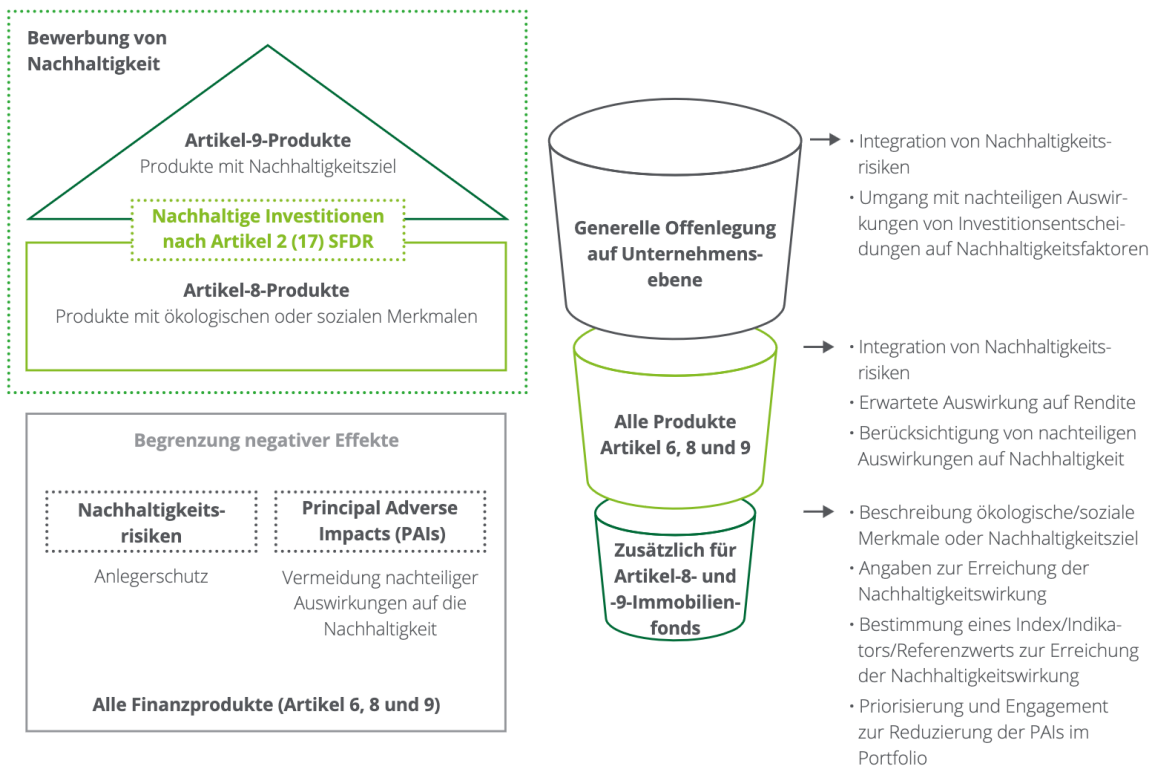 Bewerbung von
Nachhaltigkeit
Artikel-9-Produkte
Produkte mit Nachhaltigkeitsziel
Nachhaltige Investitionen
nach Artikel 2 (17) SFDR
Artikel-8-Produkte
Produkte mit ökologischen oder sozialen Merkmalen
Begrenzung negativer Effekte
Nachhaltigkeits-
risiken
Anlegerschutz
Principal Adverse
Impacts (PAIs)
Vermeidung nachteiliger
Auswirkungen auf die
Nachhaltigkeit
Alle Finanzprodukte (Artikel 6, 8 und 9)
Generelle Offenlegung
auf Unternehmens-
ebene
• Integration von Nachhaltigkeits-
risiken
• Umgang mit nachteiligen Auswir-
kungen von Investitionsentschei-
dungen auf Nachhaltigkeitsfaktoren
Alle Produkte
Artikel 6, 8 und 9
• Integration von Nachhaltigkeits-
risiken
• Erwartete Auswirkung auf Rendite
• Berücksichtigung von nachteiligen
Auswirkungen auf Nachhaltigkeit
Zusätzlich für
Artikel-8- und
-9-Immobilien-
fonds
• Beschreibung ökologische/soziale
Merkmale oder Nachhaltigkeitsziel
• Angaben zur Erreichung der
Nachhaltigkeitswirkung
• Bestimmung eines Index/Indika-
tors/Referenzwerts zur Erreichung
der Nachhaltigkeitswirkung
• Priorisierung und Engagement
zur Reduzierung der PAIs im
Portfolio